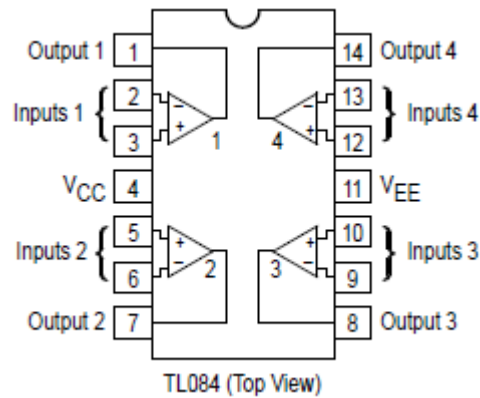 Output 1 1 14 Output 4
Inputs 1 { 2 − − 13 } Inputs 4
3 + + 12
1 4
VCC 4 11 VEE
Inputs 2 { 5 + + 10 } Inputs 3
6 − − 9
2 3
Output 2 7 8 Output 3
TL084 (Top View)